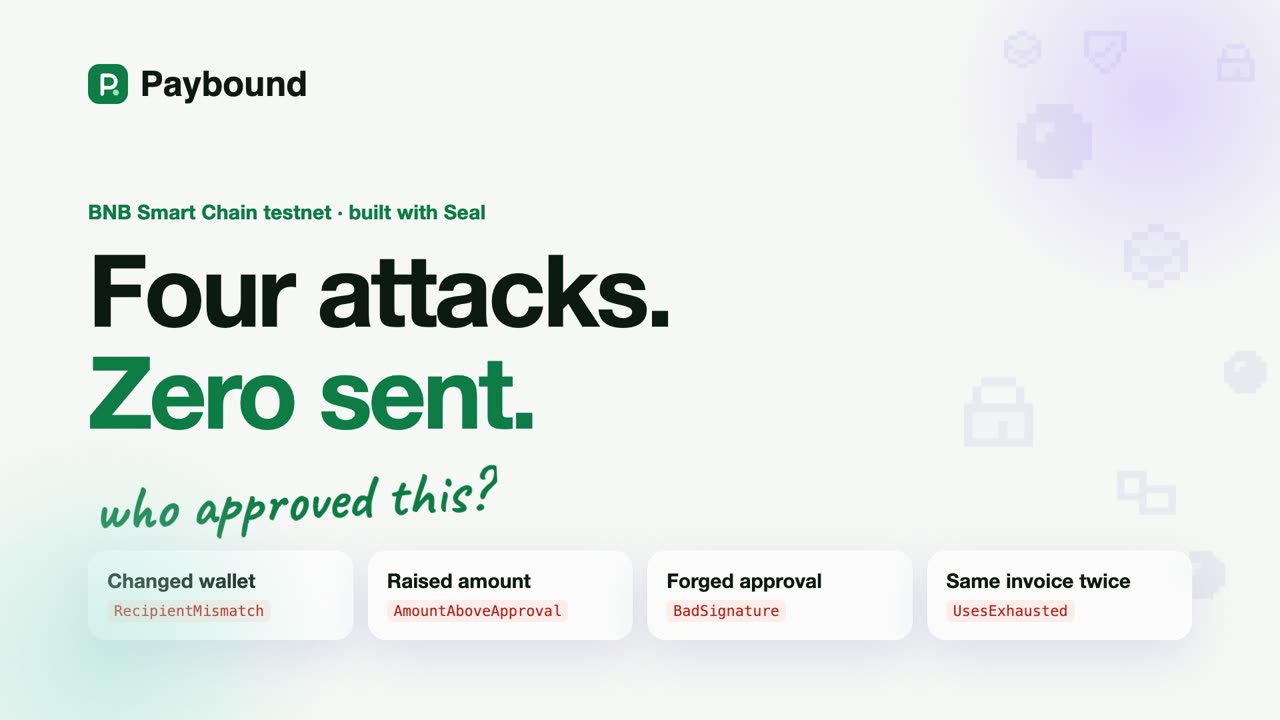 Paybound
BNB Smart Chain testnet · built with Seal
Four attacks.
Zero sent.
who approved this?
Changed wallet
RecipientMismatch
Raised amount
AmountAboveApproval
Forged approval
BadSignature
Same invoice twice
UsesExhausted